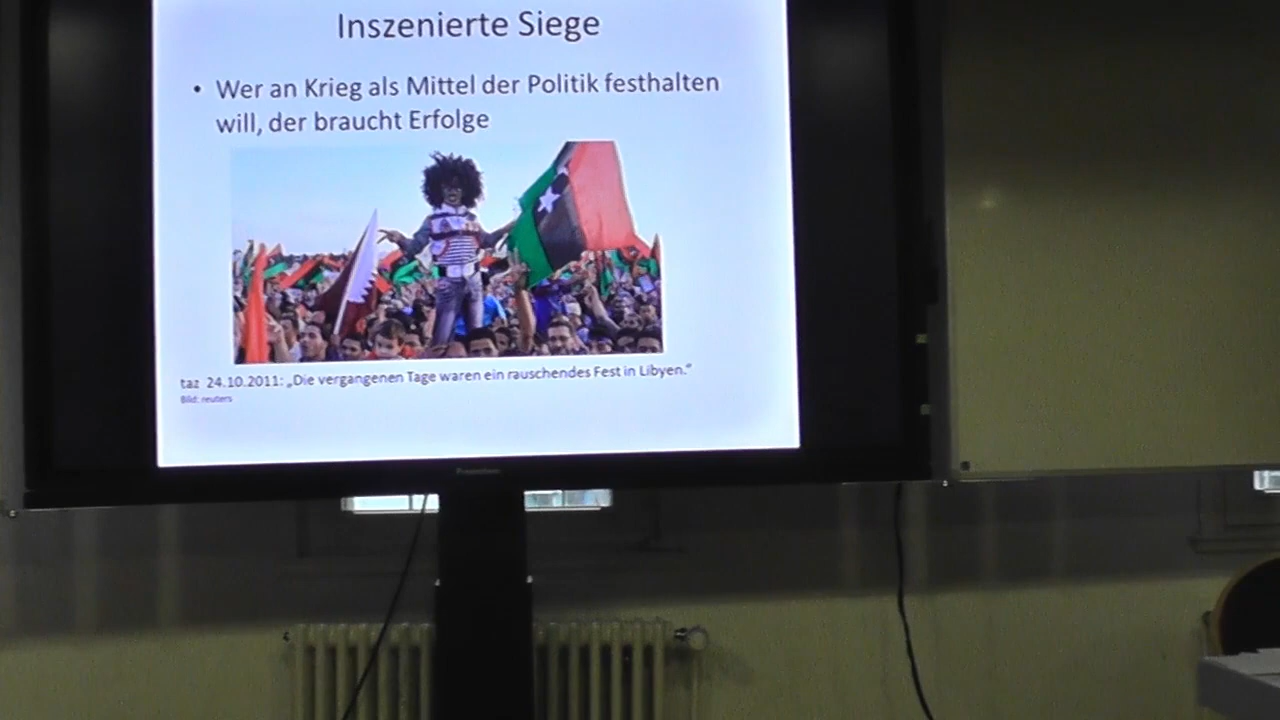 Inszenierte Siege
• Wer an Krieg als Mittel der Politik festhalten
will, der braucht Erfolge
taz 24.10.2011: „Die vergangenen Tage waren ein rauschendes Fest in Libyen.“
Bild: reuters